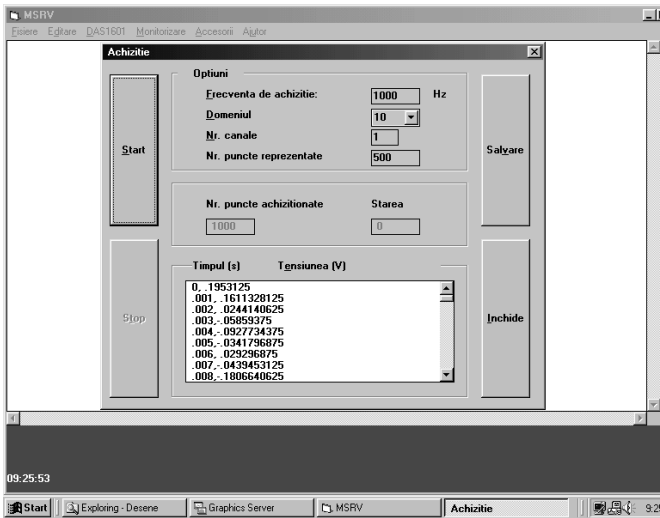 MSRV
Fisiere Editare DAS1601 Monitorizare Accesorii Ajutor
Achizitie
Optiuni
Frecventa de achizitie: 1000 Hz
Domeniul 10
Nr. canale 1
Nr. puncte reprezentate 500
Start
Salvare
Nr. puncte achizitionate Starea
1000 0
Timpul (s) Tensiunea (V)
0, .1953125
.001, .1611328125
.002, .0244140625
.003,-.05859375
.004,-.0927734375
.005,-.0341796875
.006, .029296875
.007,-.0439453125
.008,-.1806640625
Stop
Inchide
09:25:53
Start Exploring - Desene Graphics Server MSRV Achizitie